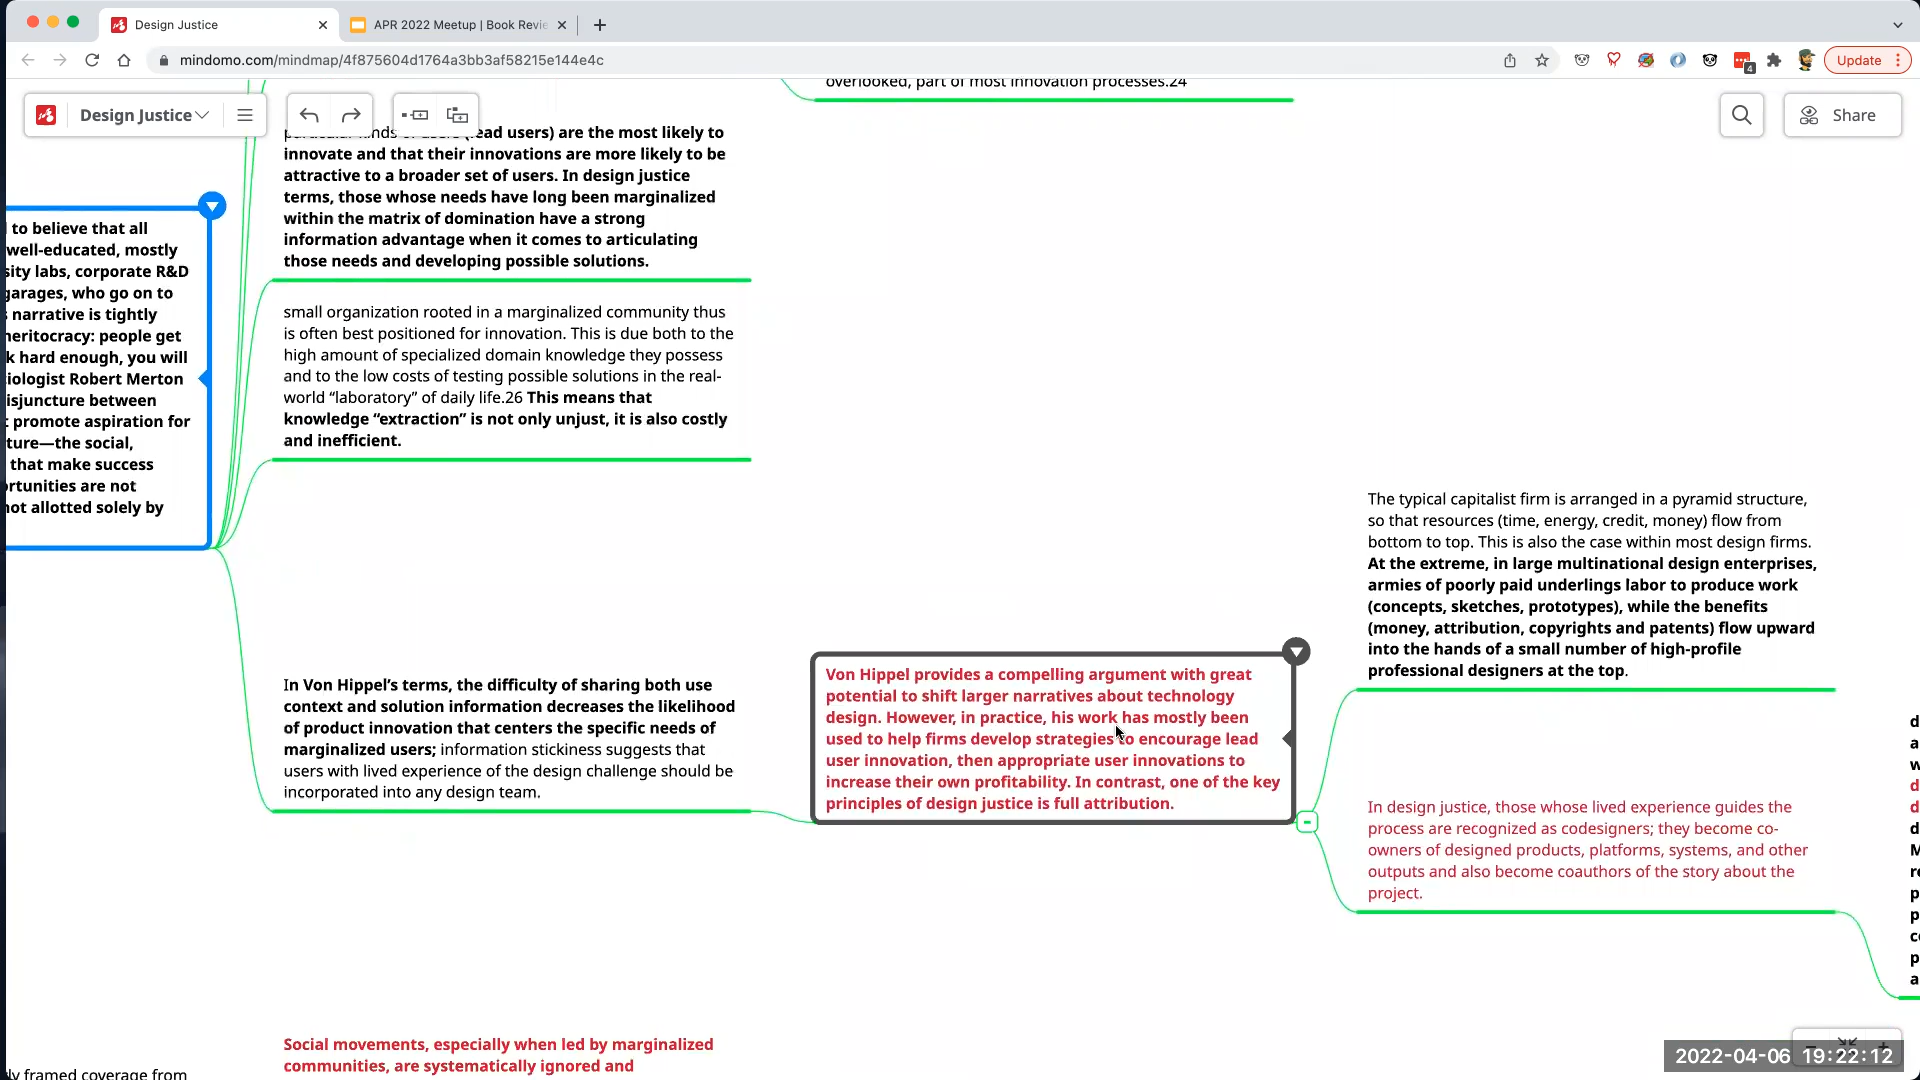 Design Justice
APR 2022 Meetup | Book Revie
mindomo.com/mindmap/4f875604d1764a3bb3af58215e144e4c
4
Update
Design Justice
Share
overlooked, part of most innovation processes.24
(lead users) are the most likely to
innovate and that their innovations are more likely to be
attractive to a broader set of users. In design justice
terms, those whose needs have long been marginalized
within the matrix of domination have a strong
information advantage when it comes to articulating
those needs and developing possible solutions.
to believe that all
well-educated, mostly
sity labs, corporate R&D
garages, who go on to
narrative is tightly
meritocracy: people get
k hard enough, you will
iologist Robert Merton
isjuncture between
t promote aspiration for
ture—the social,
that make success
ortunities are not
not allotted solely by
small organization rooted in a marginalized community thus
is often best positioned for innovation. This is due both to the
high amount of specialized domain knowledge they possess
and to the low costs of testing possible solutions in the real-
world “laboratory” of daily life.26 This means that
knowledge “extraction” is not only unjust, it is also costly
and inefficient.
In Von Hippel’s terms, the difficulty of sharing both use
context and solution information decreases the likelihood
of product innovation that centers the specific needs of
marginalized users; information stickiness suggests that
users with lived experience of the design challenge should be
incorporated into any design team.
Von Hippel provides a compelling argument with great
potential to shift larger narratives about technology
design. However, in practice, his work has mostly been
used to help firms develop strategies to encourage lead
user innovation, then appropriate user innovations to
increase their own profitability. In contrast, one of the key
principles of design justice is full attribution.
The typical capitalist firm is arranged in a pyramid structure,
so that resources (time, energy, credit, money) flow from
bottom to top. This is also the case within most design firms.
At the extreme, in large multinational design enterprises,
armies of poorly paid underlings labor to produce work
(concepts, sketches, prototypes), while the benefits
(money, attribution, copyrights and patents) flow upward
into the hands of a small number of high-profile
professional designers at the top.
In design justice, those whose lived experience guides the
process are recognized as codesigners; they become co-
owners of designed products, platforms, systems, and other
outputs and also become coauthors of the story about the
project.
Social movements, especially when led by marginalized
communities, are systematically ignored and
ly framed coverage from
2022-04-06 19:22:12